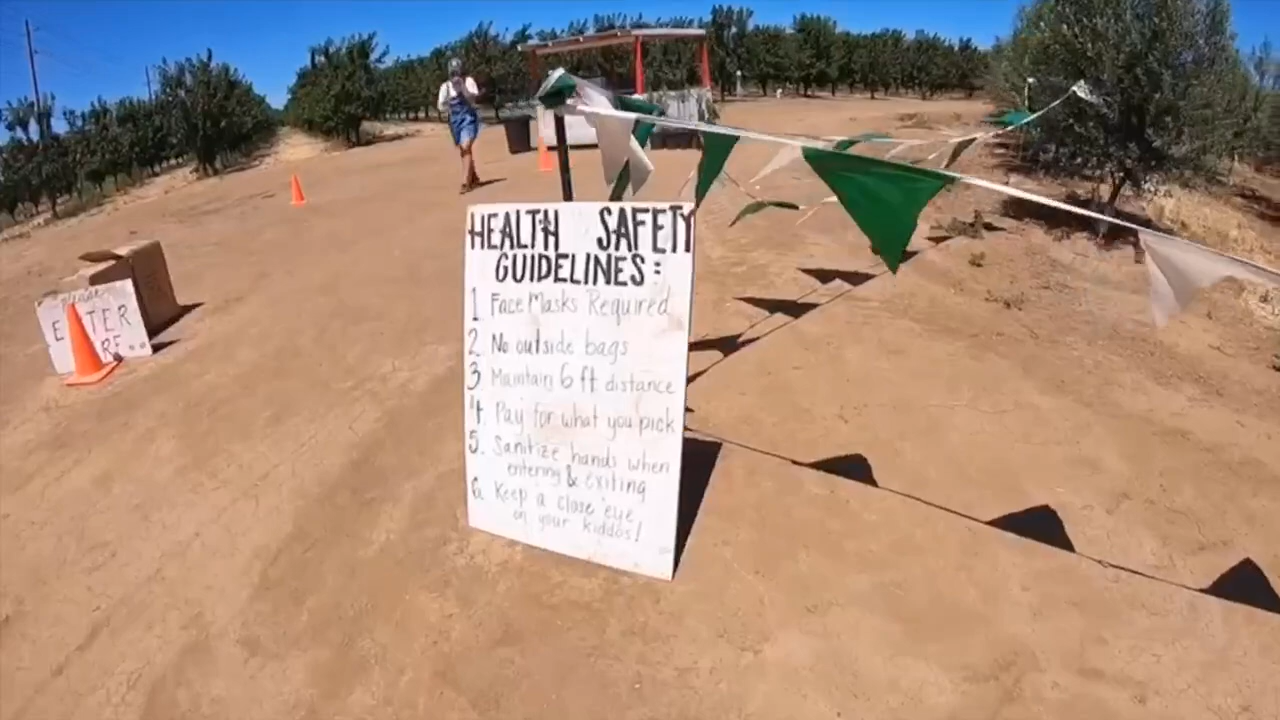 HEALTH SAFETY
GUIDELINES:
1 Face Masks Required
2. No outside bags
3 Maintain 6 ft distance
4. Pay for what you pick
5. Sanitize hands when
entering & exiting
6. Keep a close eye
on your kiddos!
please